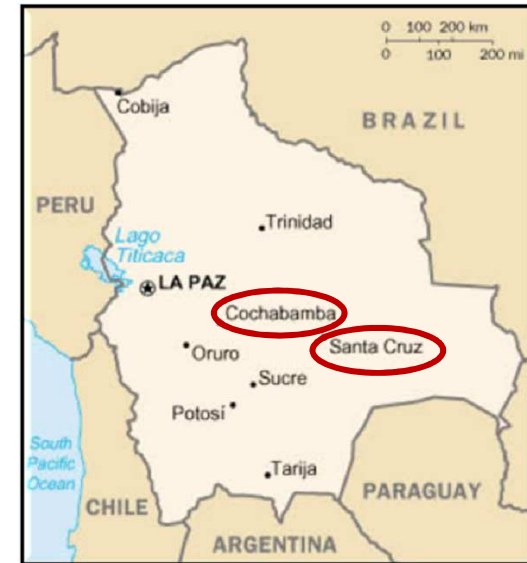 0 100 200 km
0 100 200 mi
Cobija
BRAZIL
PERU
Trinidad
Lago
Titicaca
LA PAZ
Cochabamba
Santa Cruz
Oruro
Sucre
Potosí
South
Pacific
Ocean
Tarija
PARAGUAY
CHILE
ARGENTINA